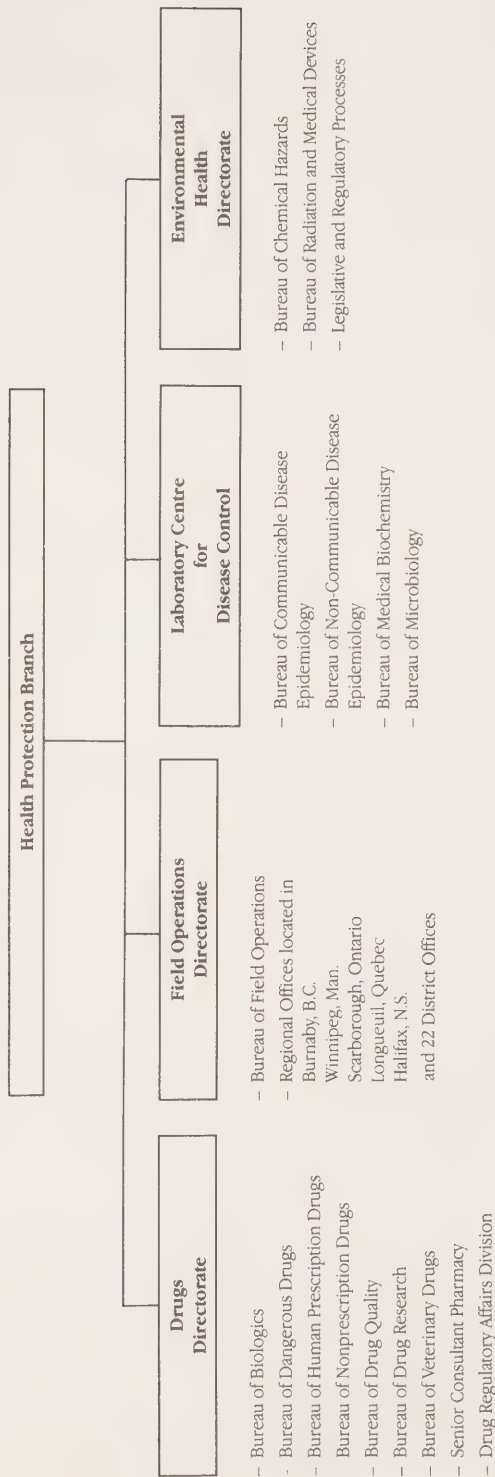 Health Protection Branch
Drugs
Directorate
– Bureau of Biologics
- Bureau of Dangerous Drugs
– Bureau of Human Prescription Drugs
Bureau of Nonprescription Drugs
– Bureau of Drug Quality
– Bureau of Drug Research
– Bureau of Veterinary Drugs
– Senior Consultant Pharmacy
– Drug Regulatory Affairs Division
Field Operations
Directorate
– Bureau of Field Operations
– Regional Offices located in
Burnaby, B.C.
Winnipeg, Man.
Scarborough, Ontario
Longueuil, Quebec
Halifax, N.S.
and 22 District Offices
Laboratory Centre
for
Disease Control
– Bureau of Communicable Disease
Epidemiology
– Bureau of Non-Communicable Disease
Epidemiology
– Bureau of Medical Biochemistry
– Bureau of Microbiology
Environmental
Health
Directorate
– Bureau of Chemical Hazards
– Bureau of Radiation and Medical Devices
– Legislative and Regulatory Processes